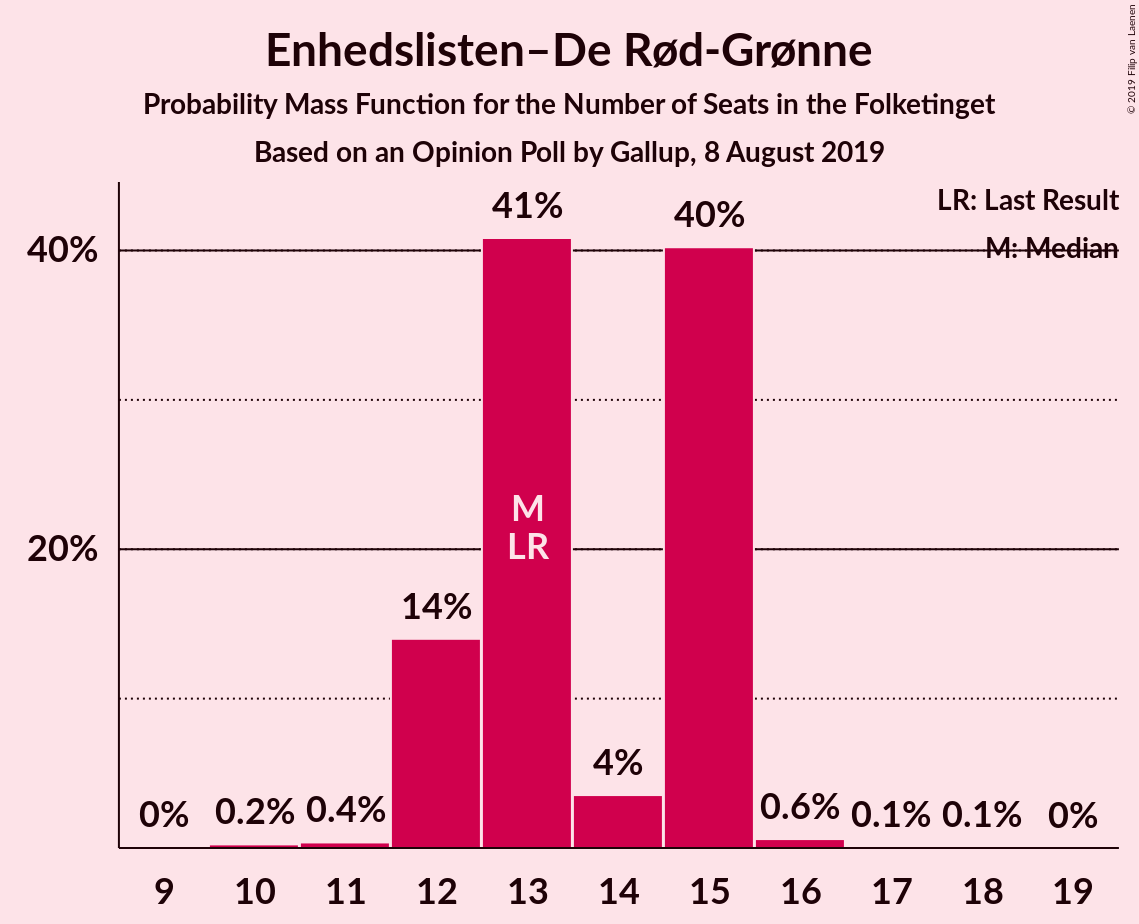 Enhedslisten–De Rød-Grønne
Probability Mass Function for the Number of Seats in the Folketinget
Based on an Opinion Poll by Gallup, 8 August 2019
© 2019 Filip van Laenen
LR: Last Result
M: Median
40%
20%
0%
0.2%
0.4%
14%
41%
4%
40%
0.6%
0.1%
0.1%
0%
M
LR
9 10 11 12 13 14 15 16 17 18 19